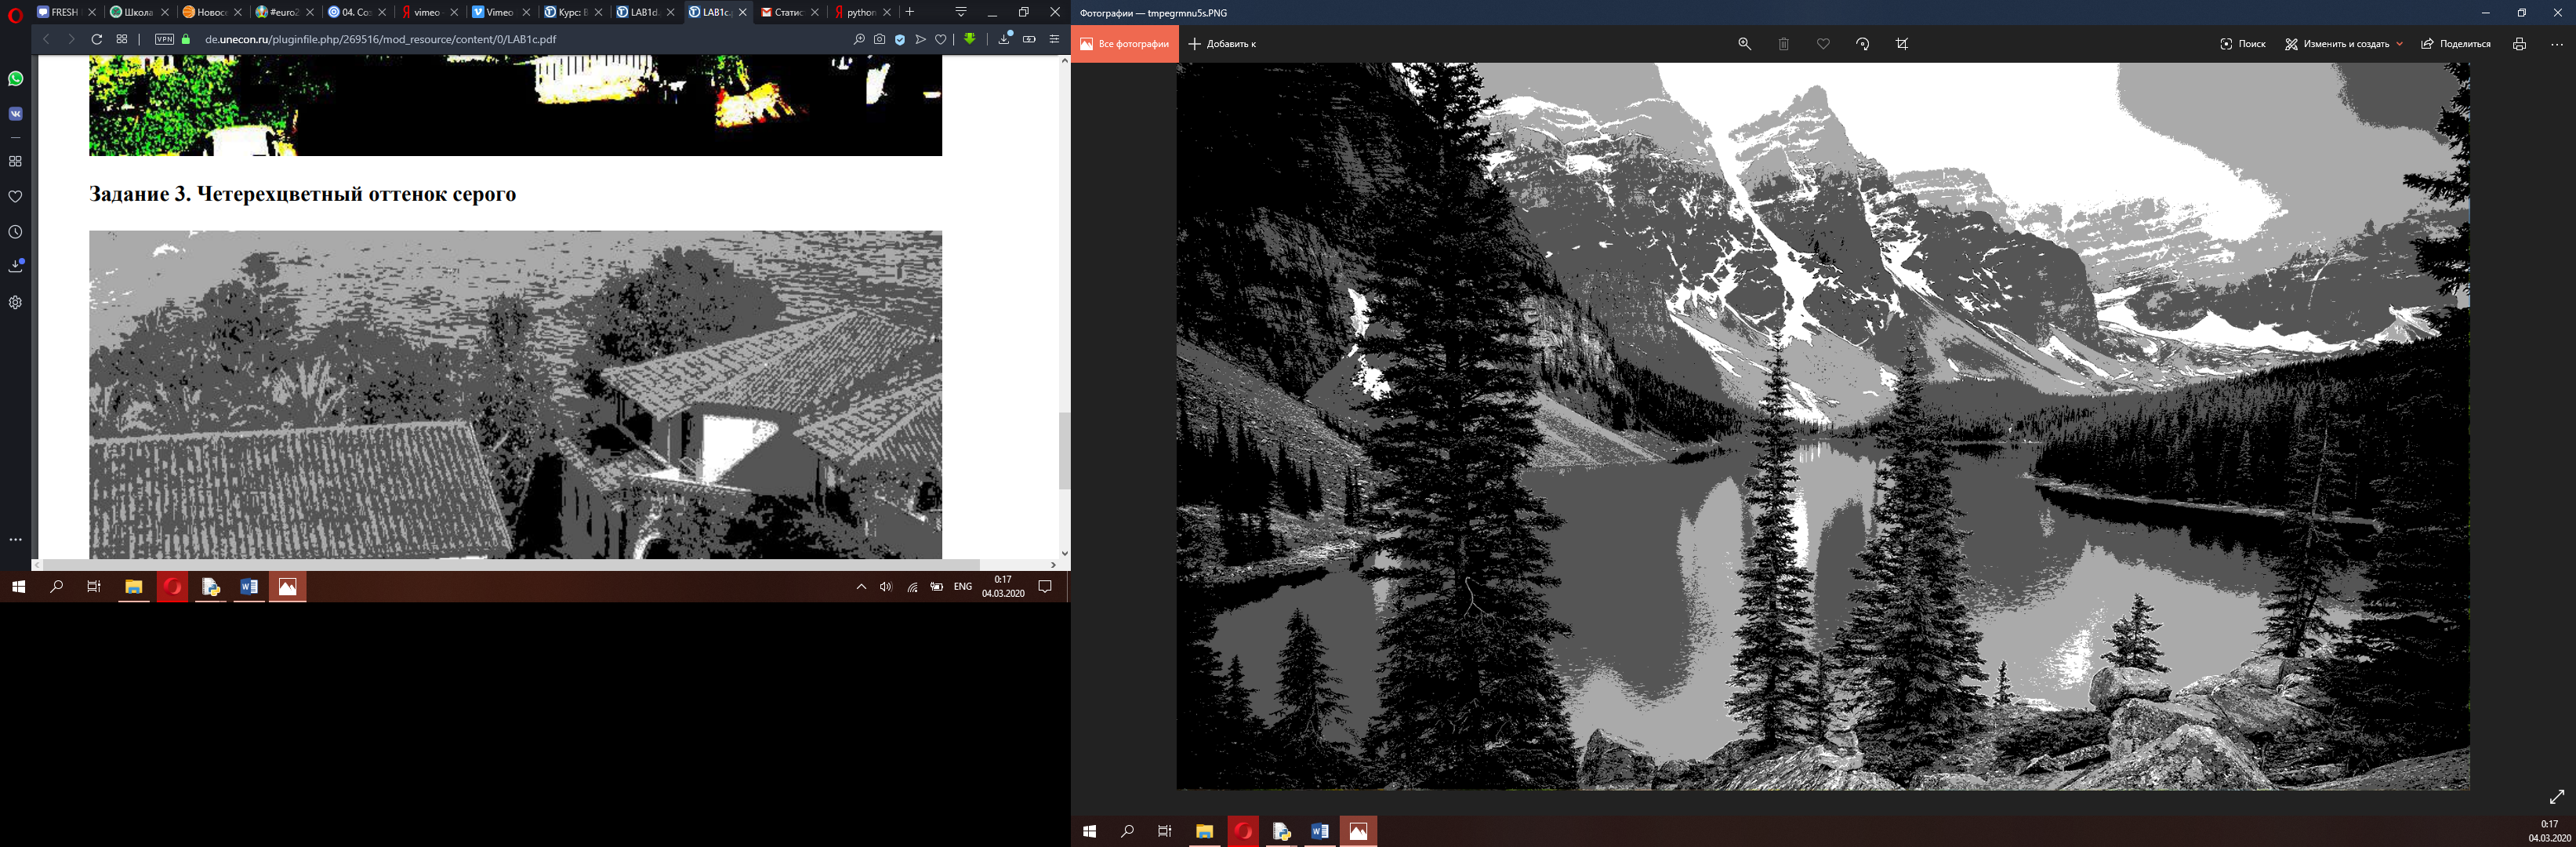 FRESH
Школа
Новосе
#euro2
04. Соз
vimeo -
Vimeo
Курс: В
LAB1d.
LAB1c.p
Статис
python
VPN
de.unecon.ru/pluginfile.php/269516/mod_resource/content/0/LAB1c.pdf
Задание 3. Четерехцветный оттенок серого
ENG
0:17
04.03.2020
Фотографии — tmpegrmnu5s.PNG
Все фотографии
Добавить к
Поиск
Изменить и создать
Поделиться
0:17
04.03.2020